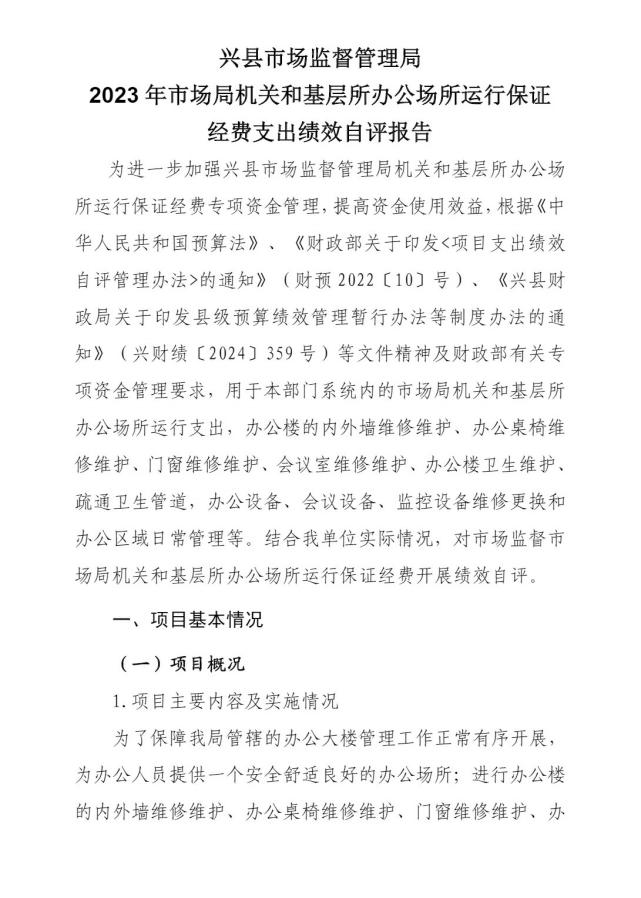 兴县市场监督管理局
2023 年市场局机关和基层所办公场所运行保证
经费支出绩效自评报告
为进一步加强兴县市场监督管理局机关和基层所办公场
所运行保证经费专项资金管理，提高资金使用效益，根据《中
华人民共和国预算法》、《财政部关于印发<项目支出绩效
自评管理办法>的通知》（财预 2022〔10〕号）、《兴县财
政局关于印发县级预算绩效管理暂行办法等制度办法的通
知》（兴财绩〔2024〕359 号）等文件精神及财政部有关专
项资金管理要求，用于本部门系统内的市场局机关和基层所
办公场所运行支出，办公楼的内外墙维修维护、办公桌椅维
修维护、门窗维修维护、会议室维修维护、办公楼卫生维护、
疏通卫生管道，办公设备、会议设备、监控设备维修更换和
办公区域日常管理等。结合我单位实际情况，对市场监督市
场局机关和基层所办公场所运行保证经费开展绩效自评。
一、项目基本情况
（一）项目概况
1.项目主要内容及实施情况
为了保障我局管辖的办公大楼管理工作正常有序开展，
为办公人员提供一个安全舒适良好的办公场所；进行办公楼
的内外墙维修维护、办公桌椅维修维护、门窗维修维护、办